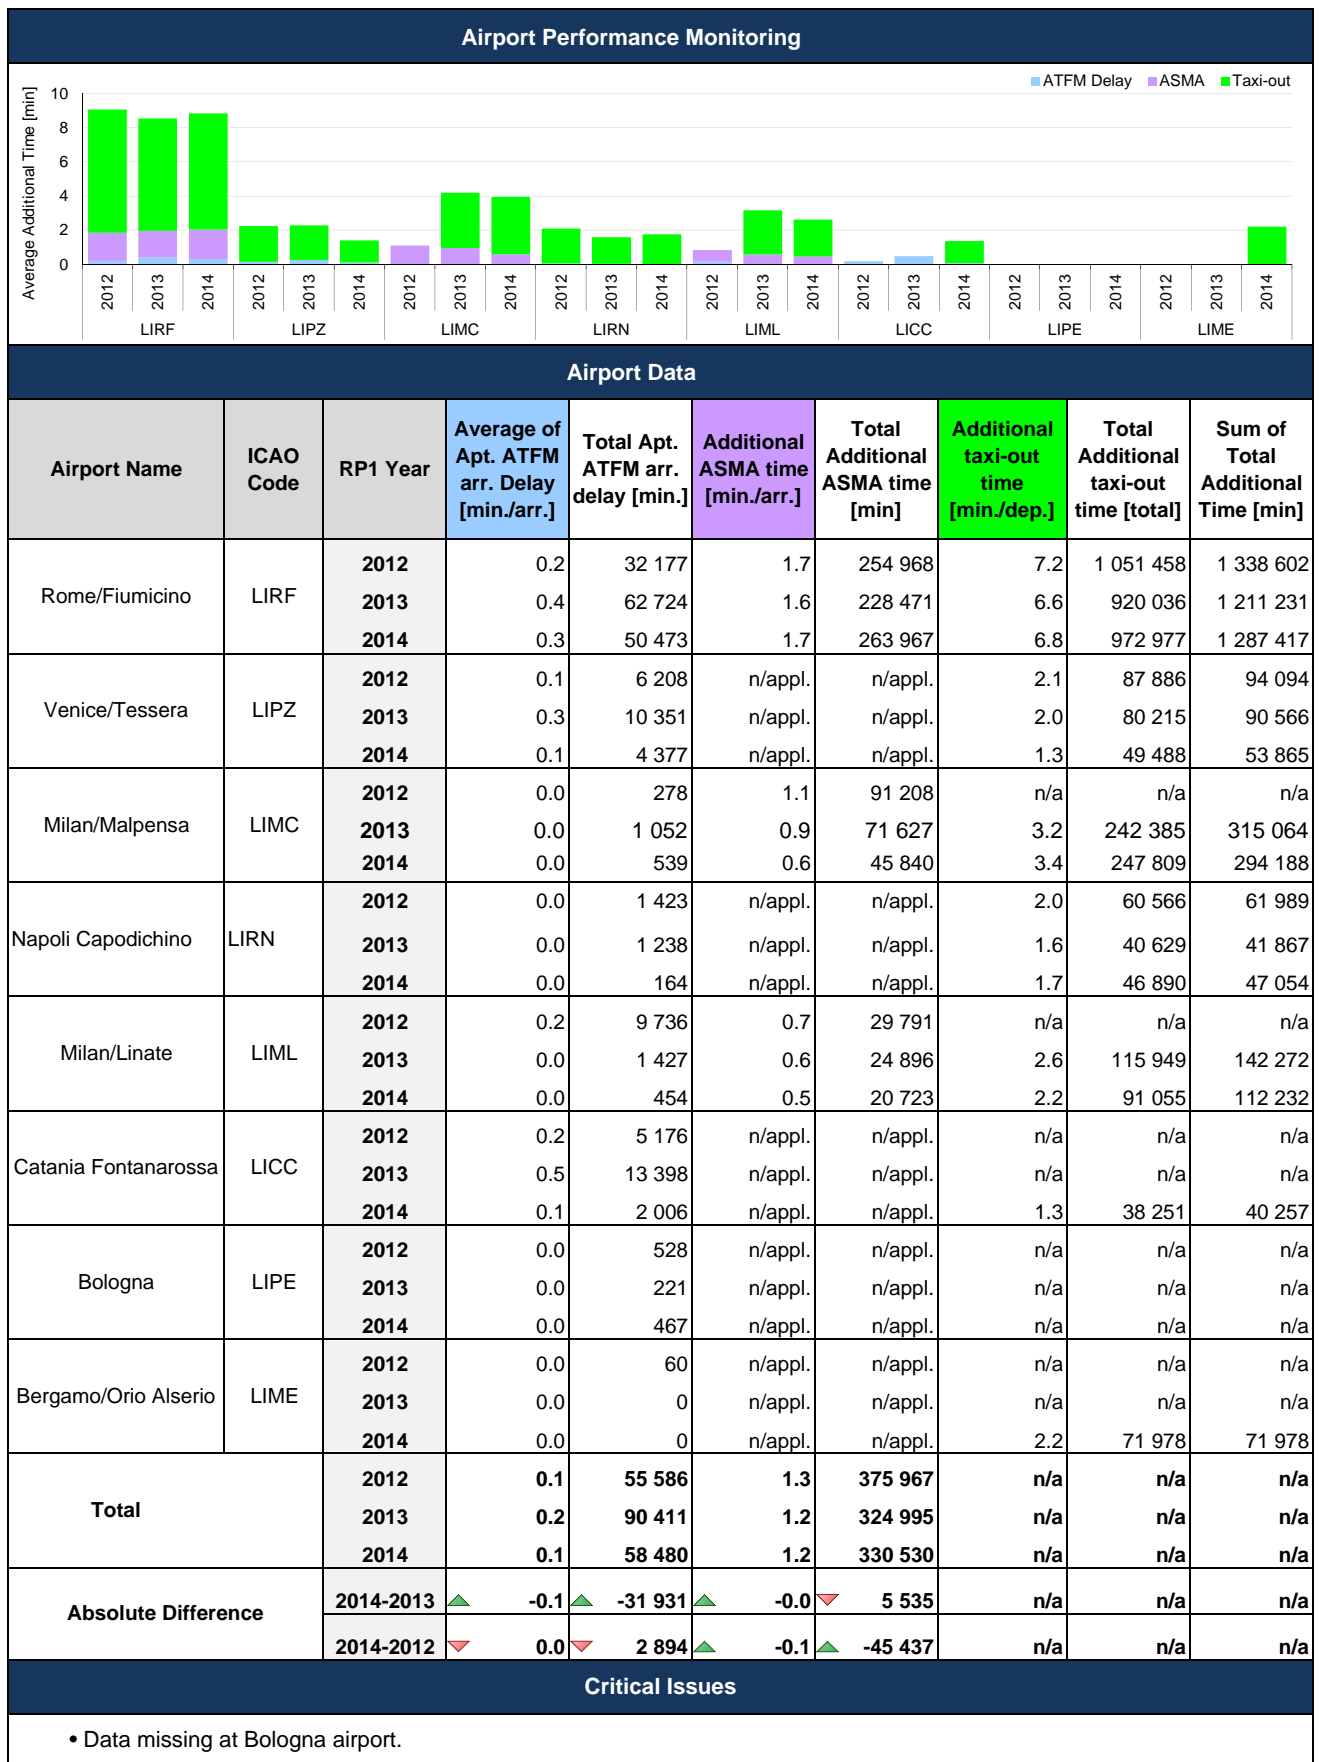 Airport Performance Monitoring
ATFM Delay ASMA Taxi-out
Average Additional Time [min]
10
8
6
4
2
0
2012 2013 2014 2012 2013 2014 2012 2013 2014 2012 2013 2014 2012 2013 2014 2012 2013 2014 2012 2013 2014 2012 2013 2014
LIRF LIPZ LIMC LIRN LIML LICC LIPE LIME
Airport Data
Airport Name ICAO Code RP1 Year Average of Apt. ATFM arr. Delay [min./arr.] Total Apt. ATFM arr. delay [min.] Additional ASMA time [min./arr.] Total Additional ASMA time [min] Additional taxi-out time [min./dep.] Total Additional taxi-out time [total] Sum of Total Additional Time [min]
Rome/Fiumicino LIRF 2012 0.2 32 177 1.7 254 968 7.2 1 051 458 1 338 602
2013 0.4 62 724 1.6 228 471 6.6 920 036 1 211 231
2014 0.3 50 473 1.7 263 967 6.8 972 977 1 287 417
Venice/Tessera LIPZ 2012 0.1 6 208 n/appl. n/appl. 2.1 87 886 94 094
2013 0.3 10 351 n/appl. n/appl. 2.0 80 215 90 566
2014 0.1 4 377 n/appl. n/appl. 1.3 49 488 53 865
Milan/Malpensa LIMC 2012 0.0 278 1.1 91 208 n/a n/a n/a
2013 0.0 1 052 0.9 71 627 3.2 242 385 315 064
2014 0.0 539 0.6 45 840 3.4 247 809 294 188
Napoli Capodichino LIRN 2012 0.0 1 423 n/appl. n/appl. 2.0 60 566 61 989
2013 0.0 1 238 n/appl. n/appl. 1.6 40 629 41 867
2014 0.0 164 n/appl. n/appl. 1.7 46 890 47 054
Milan/Linate LIML 2012 0.2 9 736 0.7 29 791 n/a n/a n/a
2013 0.0 1 427 0.6 24 896 2.6 115 949 142 272
2014 0.0 454 0.5 20 723 2.2 91 055 112 232
Catania Fontanarossa LICC 2012 0.2 5 176 n/appl. n/appl. n/a n/a n/a
2013 0.5 13 398 n/appl. n/appl. n/a n/a n/a
2014 0.1 2 006 n/appl. n/appl. 1.3 38 251 40 257
Bologna LIPE 2012 0.0 528 n/appl. n/appl. n/a n/a n/a
2013 0.0 221 n/appl. n/appl. n/a n/a n/a
2014 0.0 467 n/appl. n/appl. n/a n/a n/a
Bergamo/Orio Alserio LIME 2012 0.0 60 n/appl. n/appl. n/a n/a n/a
2013 0.0 0 n/appl. n/appl. n/a n/a n/a
2014 0.0 0 n/appl. n/appl. 2.2 71 978 71 978
Total 2012 0.1 55 586 1.3 375 967 n/a n/a n/a
2013 0.2 90 411 1.2 324 995 n/a n/a n/a
2014 0.1 58 480 1.2 330 530 n/a n/a n/a
Absolute Difference 2014-2013 -0.1 -31 931 -0.0 5 535 n/a n/a n/a
2014-2012 0.0 2 894 -0.1 -45 437 n/a n/a n/a
Critical Issues
• Data missing at Bologna airport.